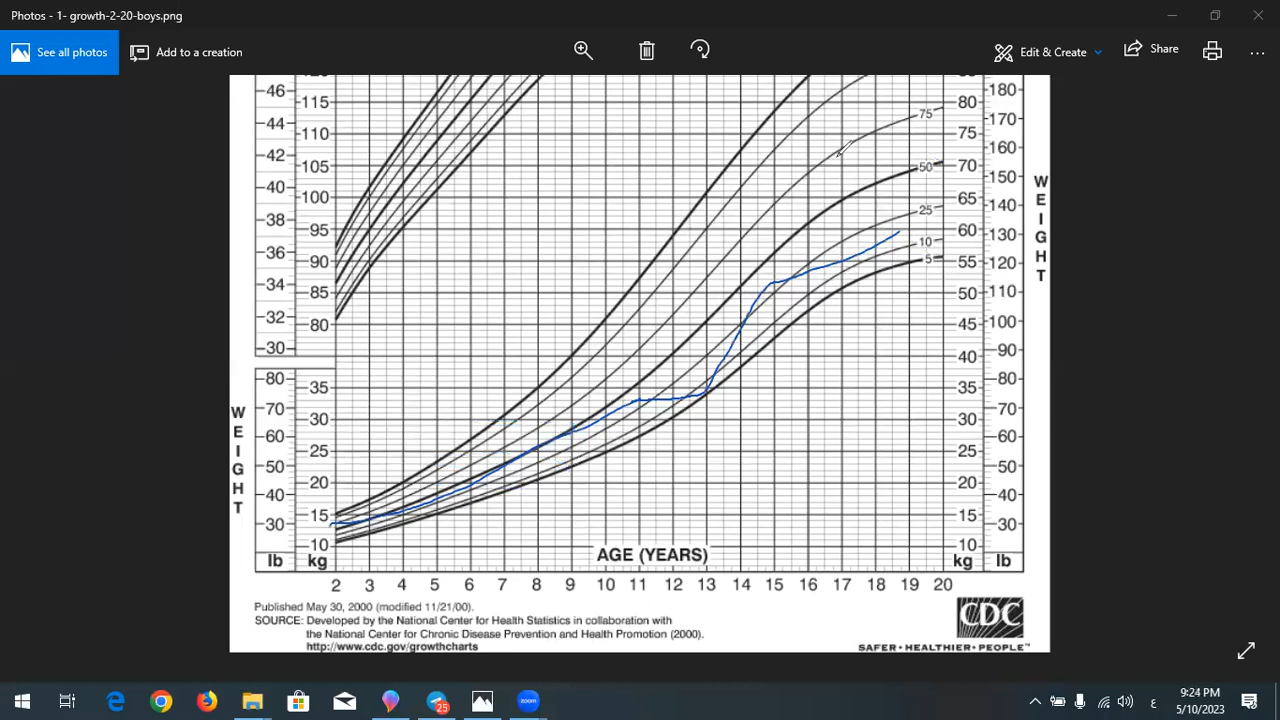 Photos - 1- growth-2-20-boys.png
See all photos
Add to a creation
Edit & Create
Share
46
44
42
40
38
36
34
32
30
80
70
60
50
40
30
lb
115
110
105
100
95
90
85
80
35
30
25
20
15
10
kg
W
E
I
G
H
T
75
50
25
10
5
80
75
70
65
60
55
50
45
40
35
30
25
20
15
10
kg
180
170
160
150
140
130
120
110
100
90
80
70
60
50
40
30
lb
W
E
I
G
H
T
AGE (YEARS)
2 3 4 5 6 7 8 9 10 11 12 13 14 15 16 17 18 19 20
Published May 30, 2000 (modified 11/21/00).
SOURCE: Developed by the National Center for Health Statistics in collaboration with
the National Center for Chronic Disease Prevention and Health Promotion (2000).
http://www.cdc.gov/growthcharts
CDC
SAFER • HEALTHIER • PEOPLE™
25
zoom
ع
9:24 PM
5/10/2023